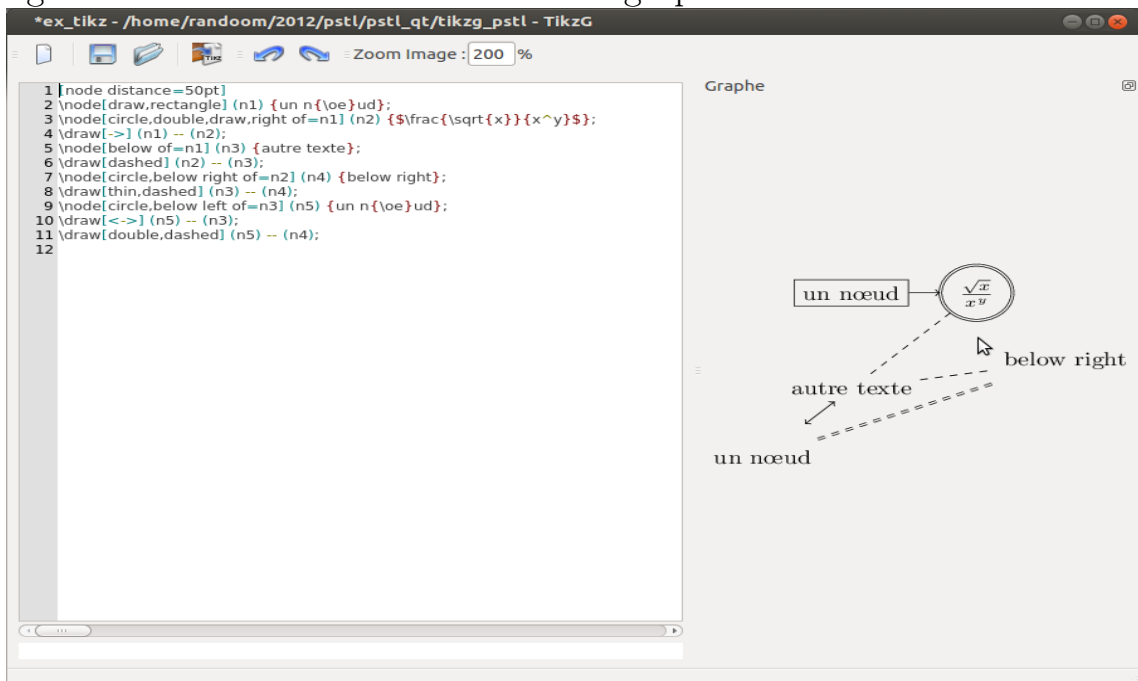 *ex_tikz - /home/randoom/2012/pstl/pstl_qt/tikzg_pstl - TikzG
TIKZ
Zoom Image : 200 %
1 [node distance=50pt]
2 \node[draw,rectangle] (n1) {un n{\oe}ud};
3 \node[circle,double,draw,right of=n1] (n2) {$\frac{\sqrt{x}}{x^y}$};
4 \draw[->] (n1) -- (n2);
5 \node[below of=n1] (n3) {autre texte};
6 \draw[dashed] (n2) -- (n3);
7 \node[circle,below right of=n2] (n4) {below right};
8 \draw[thin,dashed] (n3) -- (n4);
9 \node[circle,below left of=n3] (n5) {un n{\oe}ud};
10 \draw[<->] (n5) -- (n3);
11 \draw[double,dashed] (n5) -- (n4);
12
Graphe
un nœud
√x
x^y
below right
autre texte
un nœud